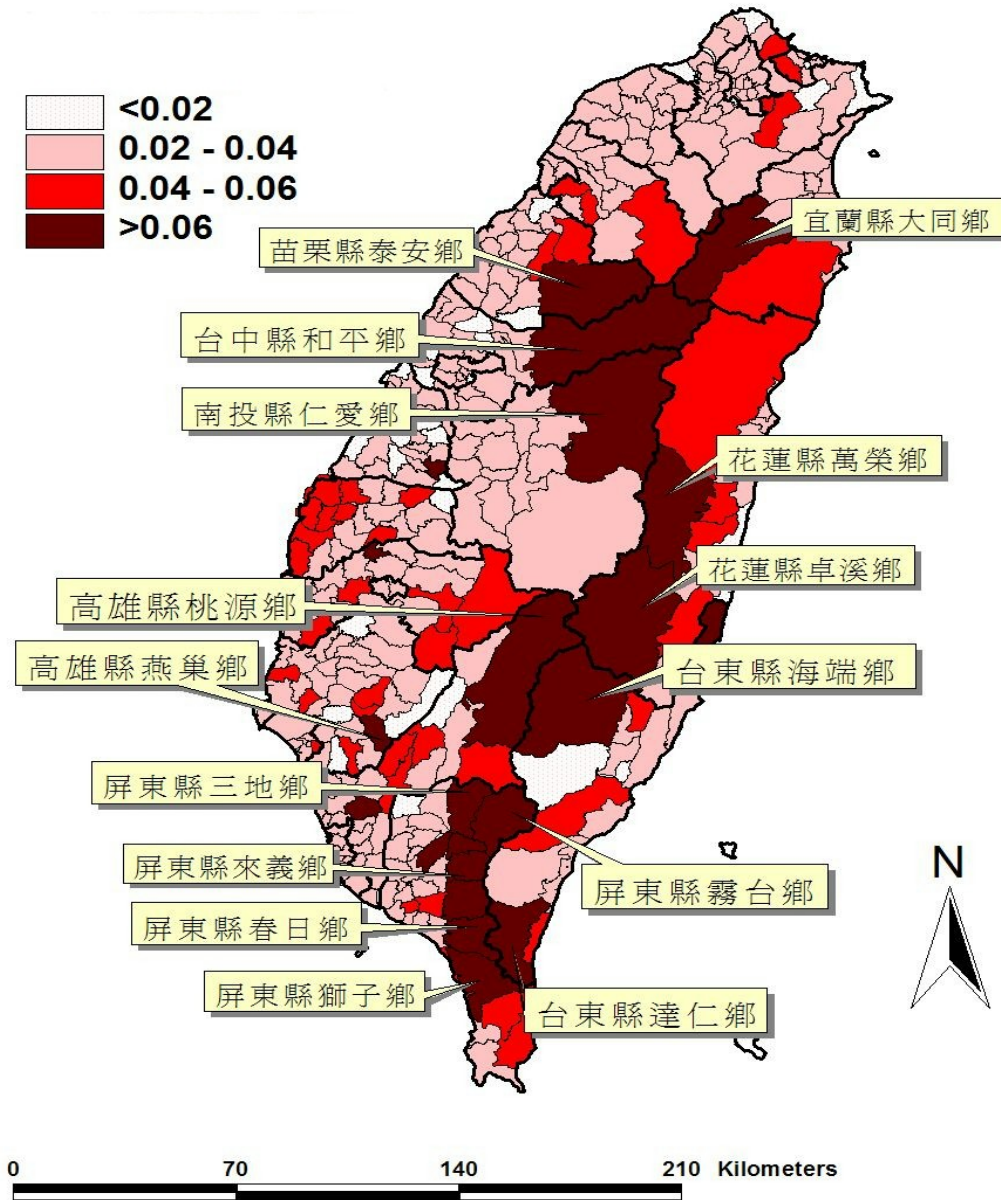 <0.02
0.02 - 0.04
0.04 - 0.06
>0.06
宜蘭縣大同鄉
苗栗縣泰安鄉
台中縣和平鄉
南投縣仁愛鄉
花蓮縣萬榮鄉
花蓮縣卓溪鄉
高雄縣桃源鄉
高雄縣燕巢鄉
台東縣海端鄉
屏東縣三地鄉
屏東縣來義鄉
屏東縣霧台鄉
屏東縣春日鄉
屏東縣獅子鄉
台東縣達仁鄉
N
0 70 140 210 Kilometers